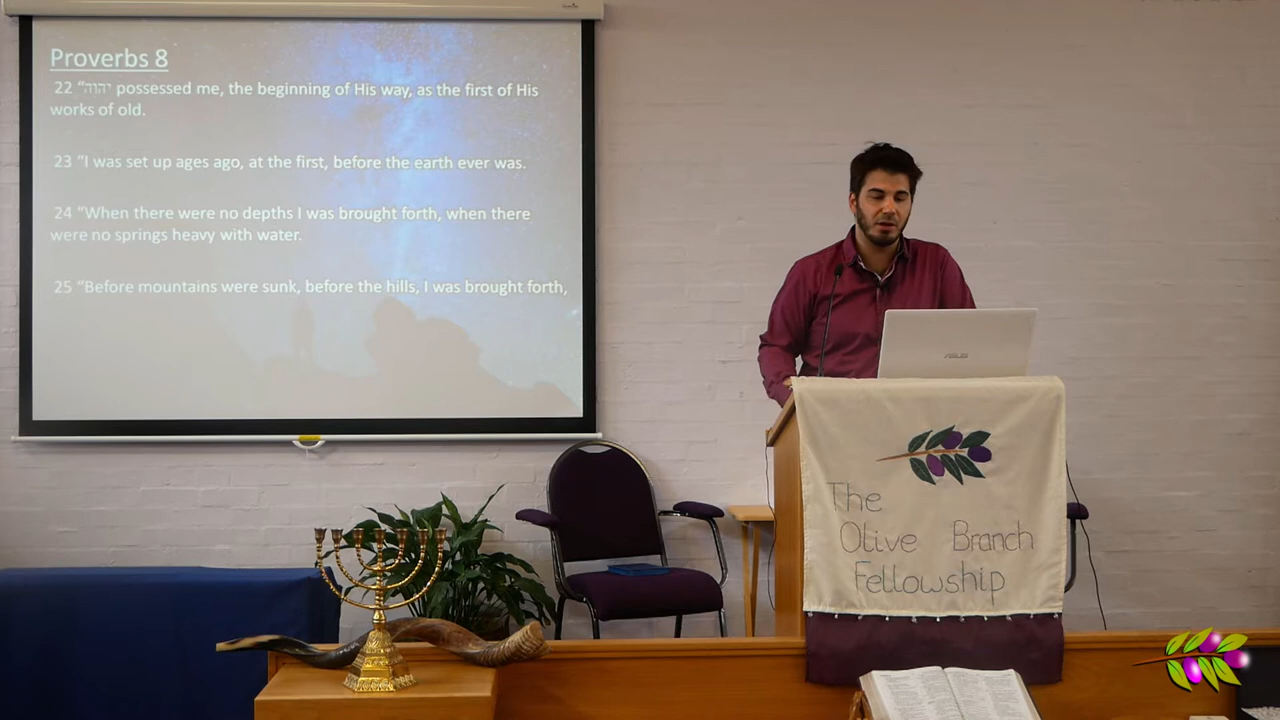 Proverbs 8
22 “יהוה possessed me, the beginning of His way, as the first of His
works of old.
23 “I was set up ages ago, at the first, before the earth ever was.
24 “When there were no depths I was brought forth, when there
were no springs heavy with water.
25 “Before mountains were sunk, before the hills, I was brought forth,
ASUS
The
Olive Branch
Fellowship